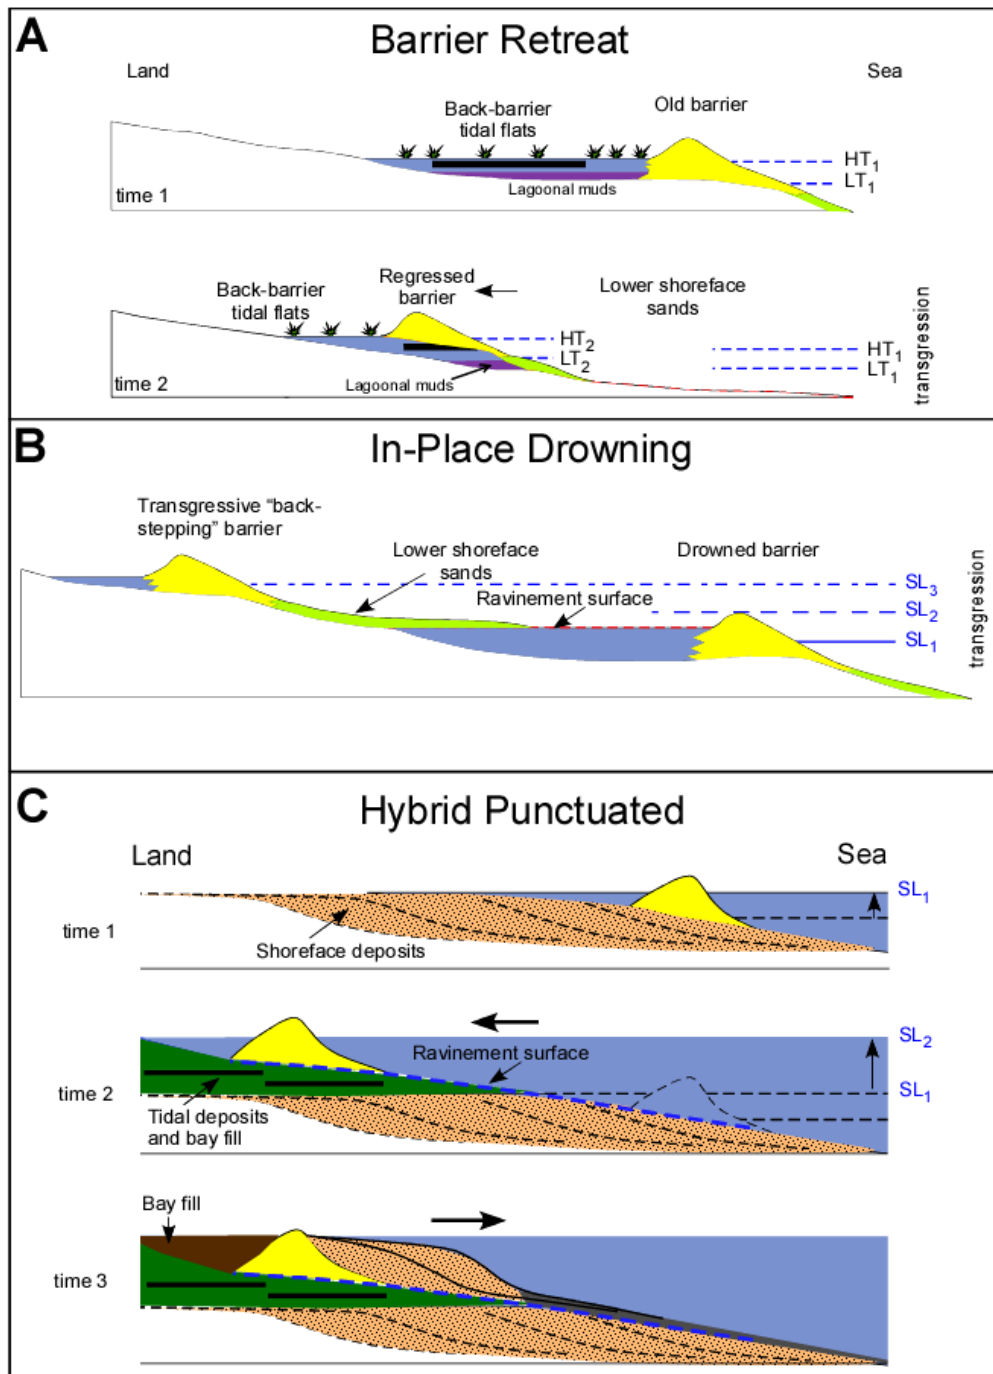 A
Barrier Retreat
Land
Sea
Back-barrier
tidal flats
Old barrier
HT1
LT1
Lagoonal muds
time 1
Back-barrier
tidal flats
Regressed
barrier
Lower shoreface
sands
HT2
LT2
HT1
LT1
Lagoonal muds
time 2
transgression
B
In-Place Drowning
Transgressive “back-
stepping” barrier
Lower shoreface
sands
Drowned barrier
Ravinement surface
SL3
SL2
SL1
transgression
C
Hybrid Punctuated
Land
Sea
SL1
time 1
Shoreface deposits
SL2
Ravinement surface
SL1
time 2
Tidal deposits
and bay fill
Bay fill
time 3